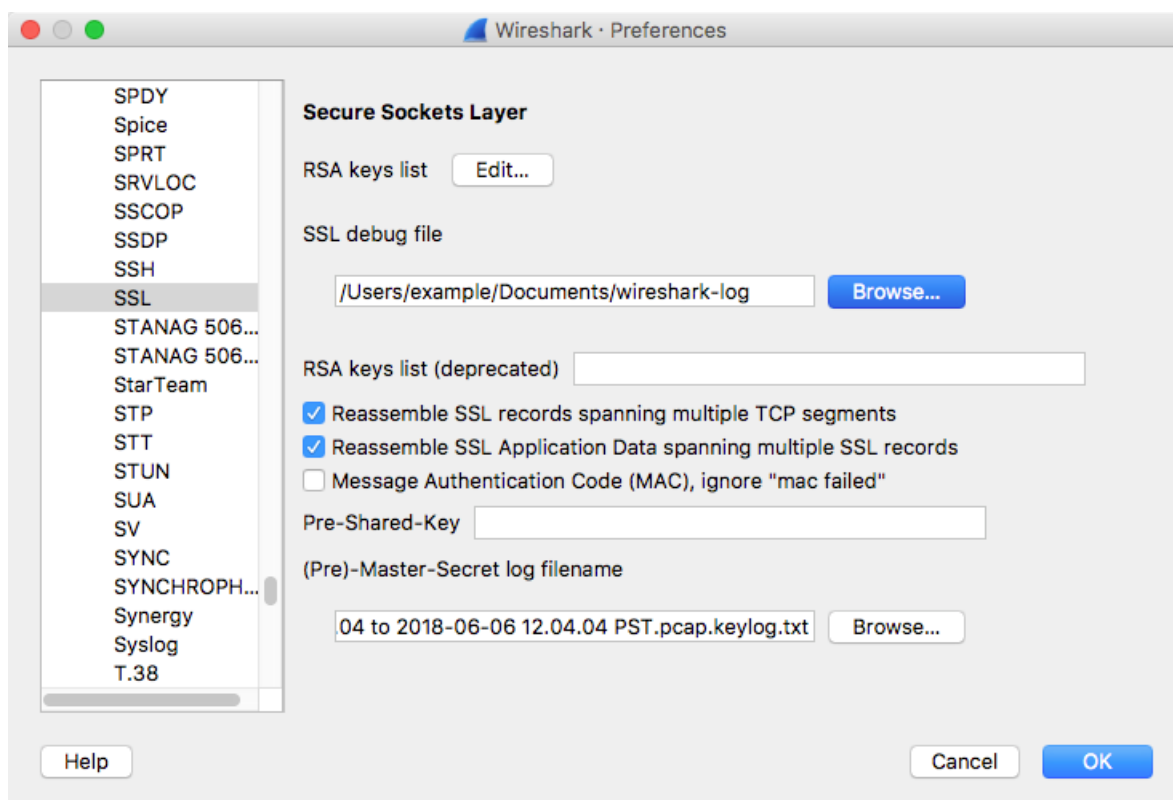 Wireshark · Preferences
SPDY
Spice
SPRT
SRVLOC
SSCOP
SSDP
SSH
SSL
STANAG 506...
STANAG 506...
StarTeam
STP
STT
STUN
SUA
SV
SYNC
SYNCHROPH...
Synergy
Syslog
T.38
Secure Sockets Layer
RSA keys list Edit...
SSL debug file
/Users/example/Documents/wireshark-log Browse...
RSA keys list (deprecated)
Reassemble SSL records spanning multiple TCP segments
Reassemble SSL Application Data spanning multiple SSL records
Message Authentication Code (MAC), ignore "mac failed"
Pre-Shared-Key
(Pre)-Master-Secret log filename
.04 to 2018-06-06 12.04.04 PST.pcap.keylog.txt Browse...
Help Cancel OK